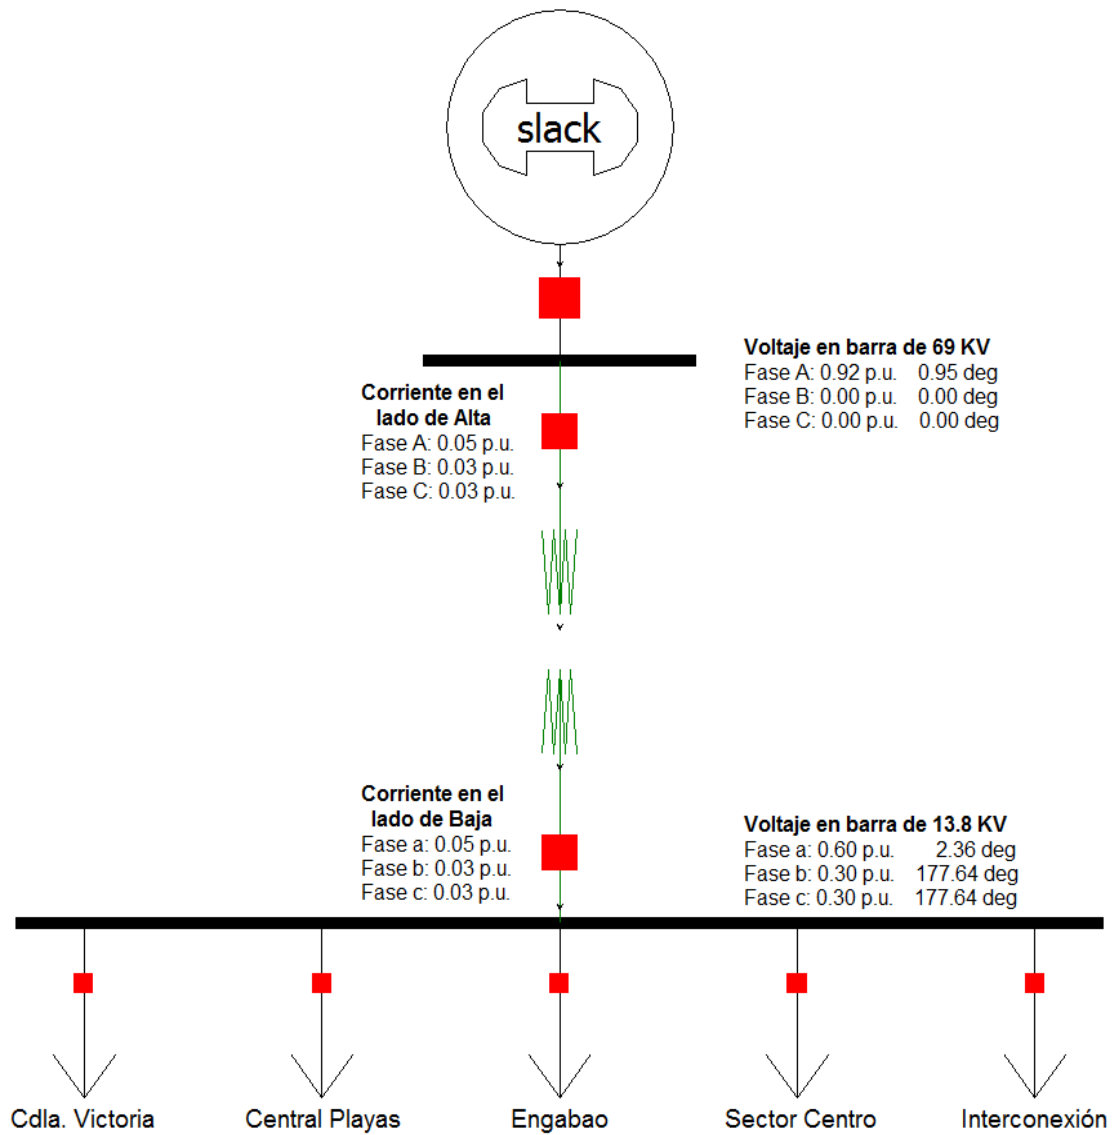 slack
Voltaje en barra de 69 KV
Fase A: 0.92 p.u. 0.95 deg
Fase B: 0.00 p.u. 0.00 deg
Fase C: 0.00 p.u. 0.00 deg
Corriente en el
lado de Alta
Fase A: 0.05 p.u.
Fase B: 0.03 p.u.
Fase C: 0.03 p.u.
Corriente en el
lado de Baja
Fase a: 0.05 p.u.
Fase b: 0.03 p.u.
Fase c: 0.03 p.u.
Voltaje en barra de 13.8 KV
Fase a: 0.60 p.u. 2.36 deg
Fase b: 0.30 p.u. 177.64 deg
Fase c: 0.30 p.u. 177.64 deg
Cdla. Victoria
Central Playas
Engabao
Sector Centro
Interconexión